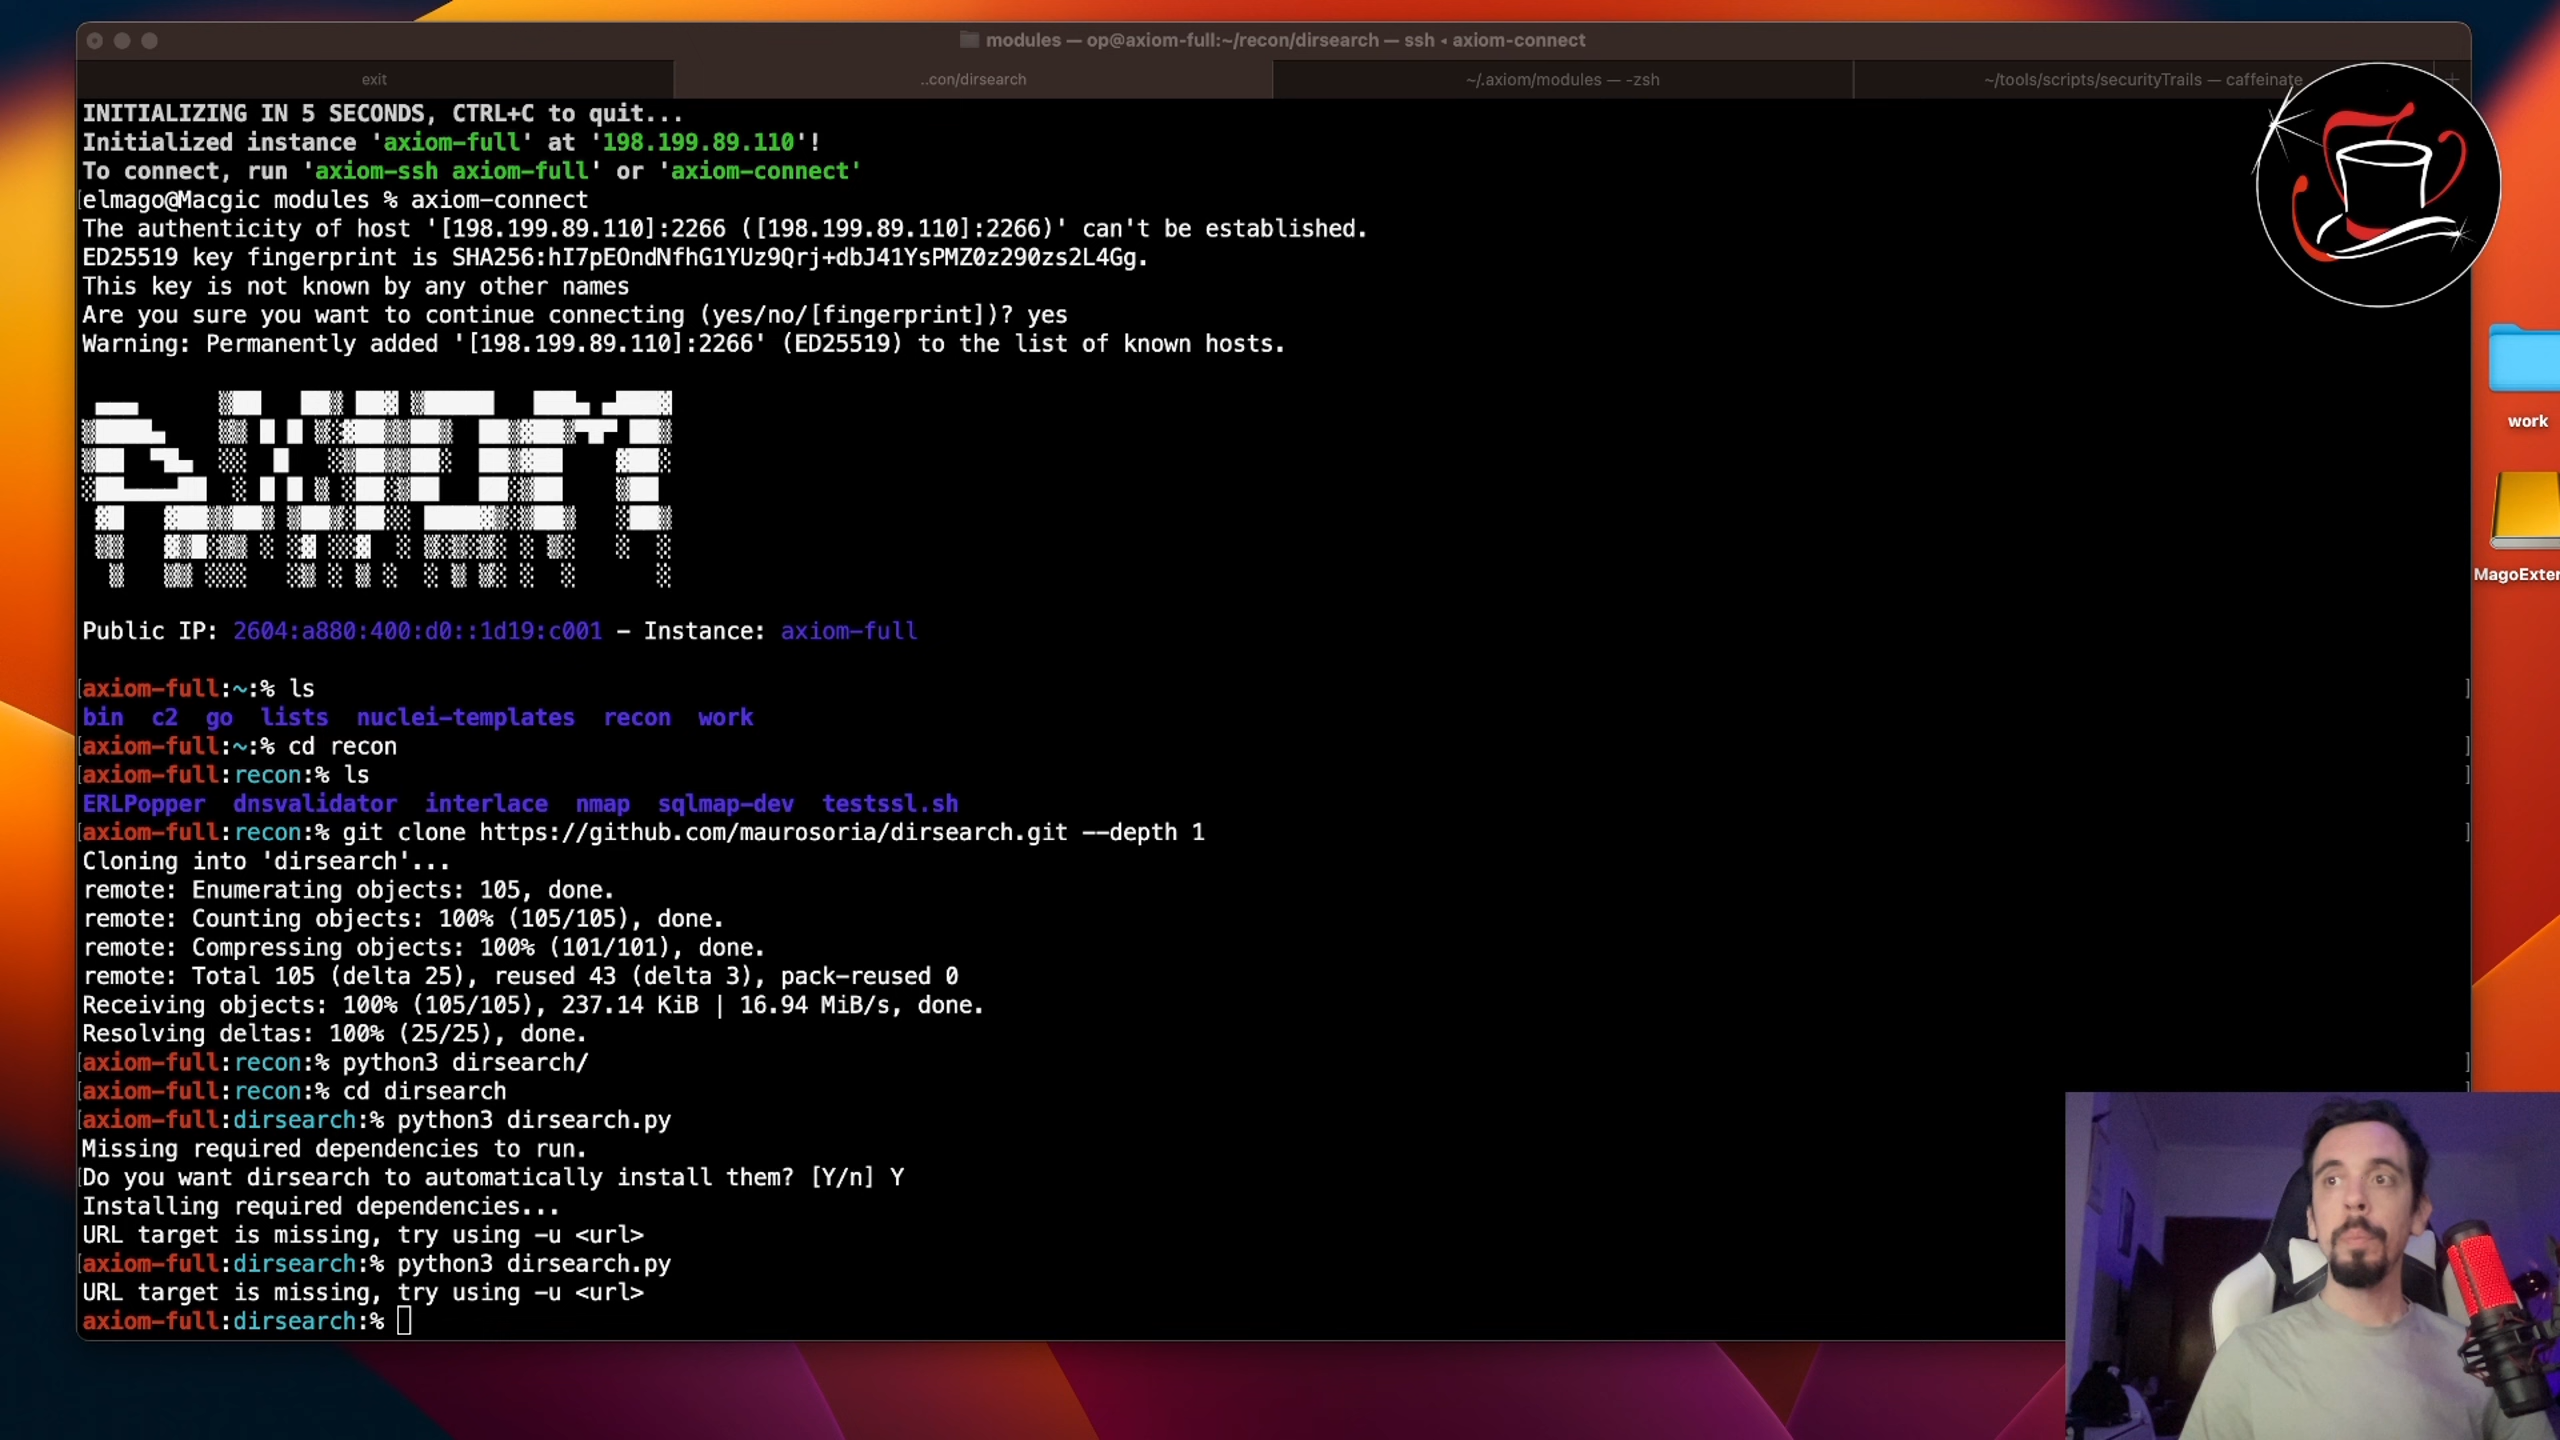 modules — op@axiom-full:~/recon/dirsearch — ssh ◂ axiom-connect
exit
..con/dirsearch
~/.axiom/modules — -zsh
~/tools/scripts/securityTrails — caffeinate
INITIALIZING IN 5 SECONDS, CTRL+C to quit...
Initialized instance 'axiom-full' at '198.199.89.110'!
To connect, run 'axiom-ssh axiom-full' or 'axiom-connect'
elmago@Macgic modules % axiom-connect
The authenticity of host '[198.199.89.110]:2266 ([198.199.89.110]:2266)' can't be established.
ED25519 key fingerprint is SHA256:hI7pEOndNfhG1YUz9Qrj+dbJ41YsPMZ0z290zs2L4Gg.
This key is not known by any other names
Are you sure you want to continue connecting (yes/no/[fingerprint])? yes
Warning: Permanently added '[198.199.89.110]:2266' (ED25519) to the list of known hosts.
Public IP: 2604:a880:400:d0::1d19:c001 - Instance: axiom-full
axiom-full:~:% ls
bin c2 go lists nuclei-templates recon work
axiom-full:~:% cd recon
axiom-full:recon:% ls
ERLPopper dnsvalidator interlace nmap sqlmap-dev testssl.sh
axiom-full:recon:% git clone https://github.com/maurosoria/dirsearch.git --depth 1
Cloning into 'dirsearch'...
remote: Enumerating objects: 105, done.
remote: Counting objects: 100% (105/105), done.
remote: Compressing objects: 100% (101/101), done.
remote: Total 105 (delta 25), reused 43 (delta 3), pack-reused 0
Receiving objects: 100% (105/105), 237.14 KiB | 16.94 MiB/s, done.
Resolving deltas: 100% (25/25), done.
axiom-full:recon:% python3 dirsearch/
axiom-full:recon:% cd dirsearch
axiom-full:dirsearch:% python3 dirsearch.py
Missing required dependencies to run.
Do you want dirsearch to automatically install them? [Y/n] Y
Installing required dependencies...
URL target is missing, try using -u <url>
axiom-full:dirsearch:% python3 dirsearch.py
URL target is missing, try using -u <url>
axiom-full:dirsearch:%
work
MagoExter